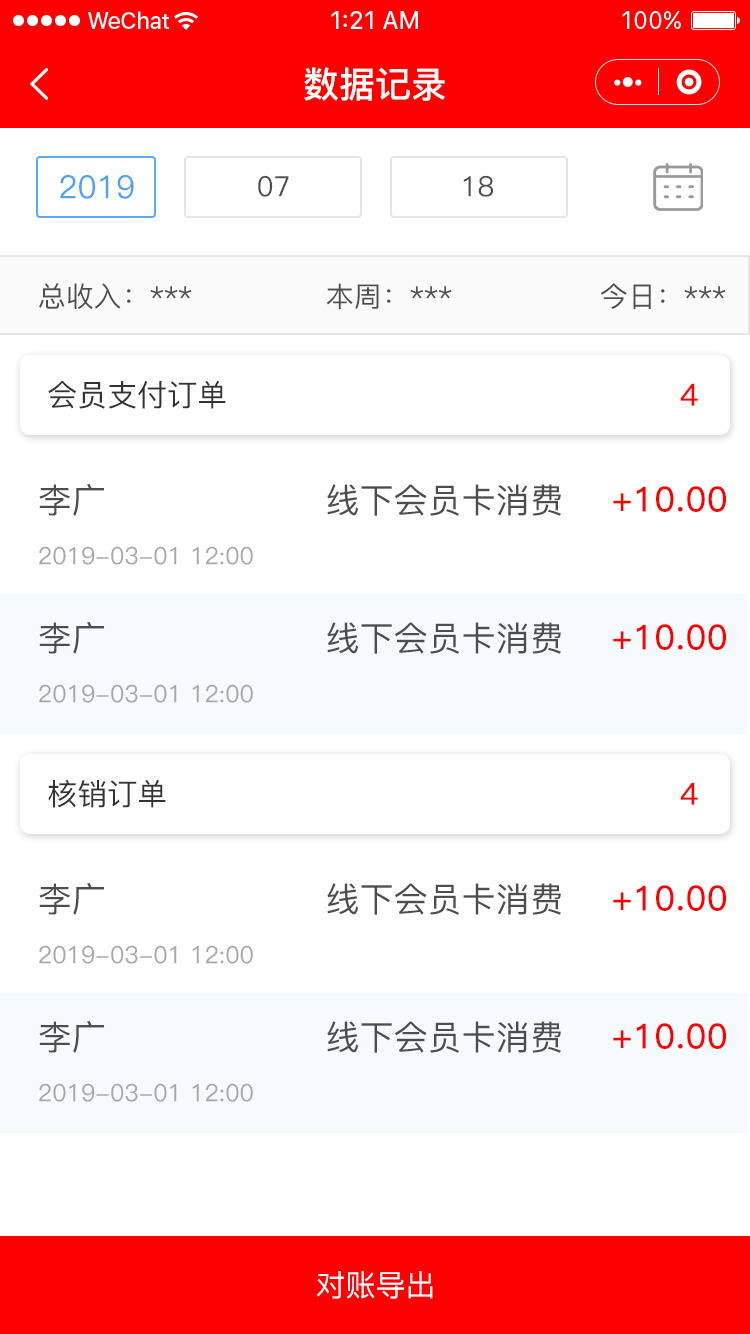 WeChat 1:21 AM 100%
数据记录
2019 07 18
总收入：*** 本周：*** 今日：***
会员支付订单 4
李广 线下会员卡消费 +10.00
2019-03-01 12:00
李广 线下会员卡消费 +10.00
2019-03-01 12:00
核销订单 4
李广 线下会员卡消费 +10.00
2019-03-01 12:00
李广 线下会员卡消费 +10.00
2019-03-01 12:00
对账导出